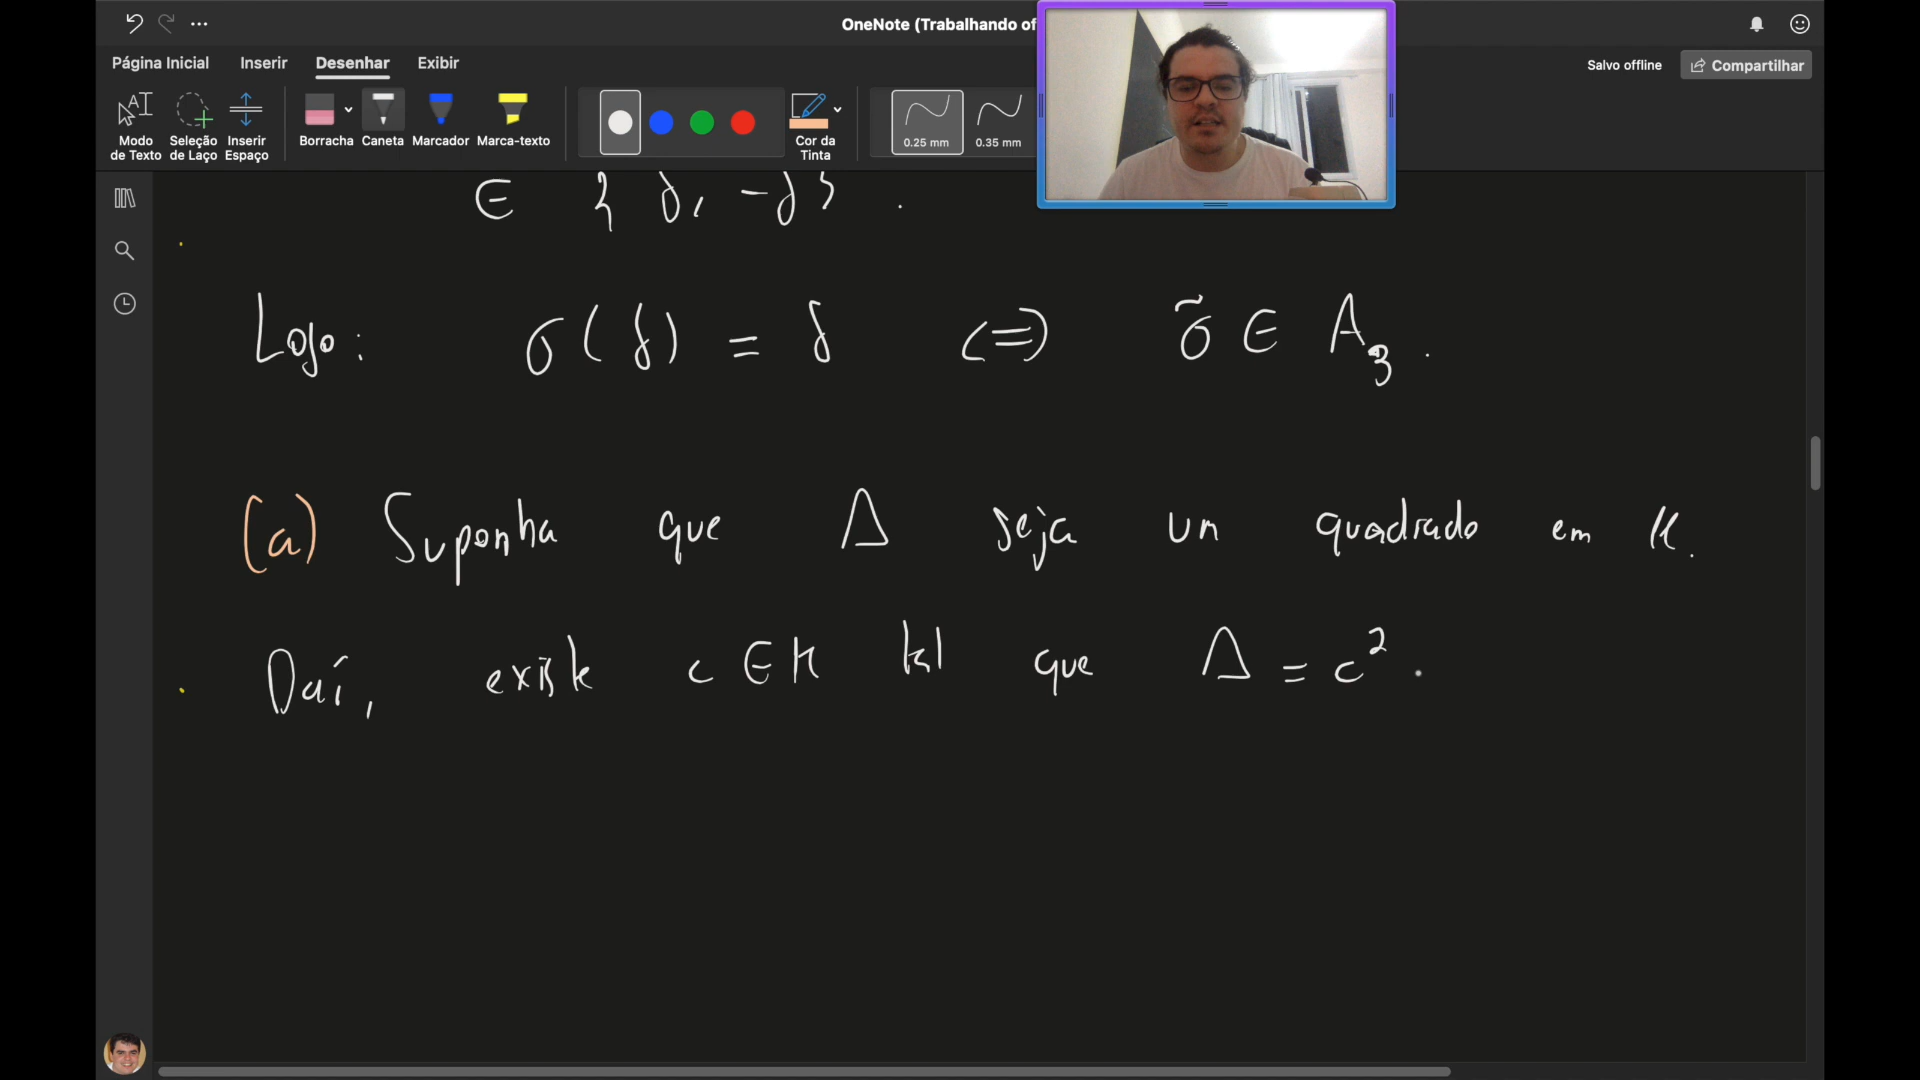 OneNote (Trabalhando of
Página Inicial Inserir Desenhar Exibir
Salvo offline Compartilhar
Modo de Texto
Seleção de Laço
Inserir Espaço
Borracha Caneta Marcador Marca-texto
Cor da Tinta
0.25 mm 0.35 mm
∈ { δ, -δ } .
Logo: σ(δ) = δ <=> σ̃ ∈ A₃ .
(a) Suponha que Δ seja um quadrado em K.
Daí, existe c ∈ K tal que Δ = c² .